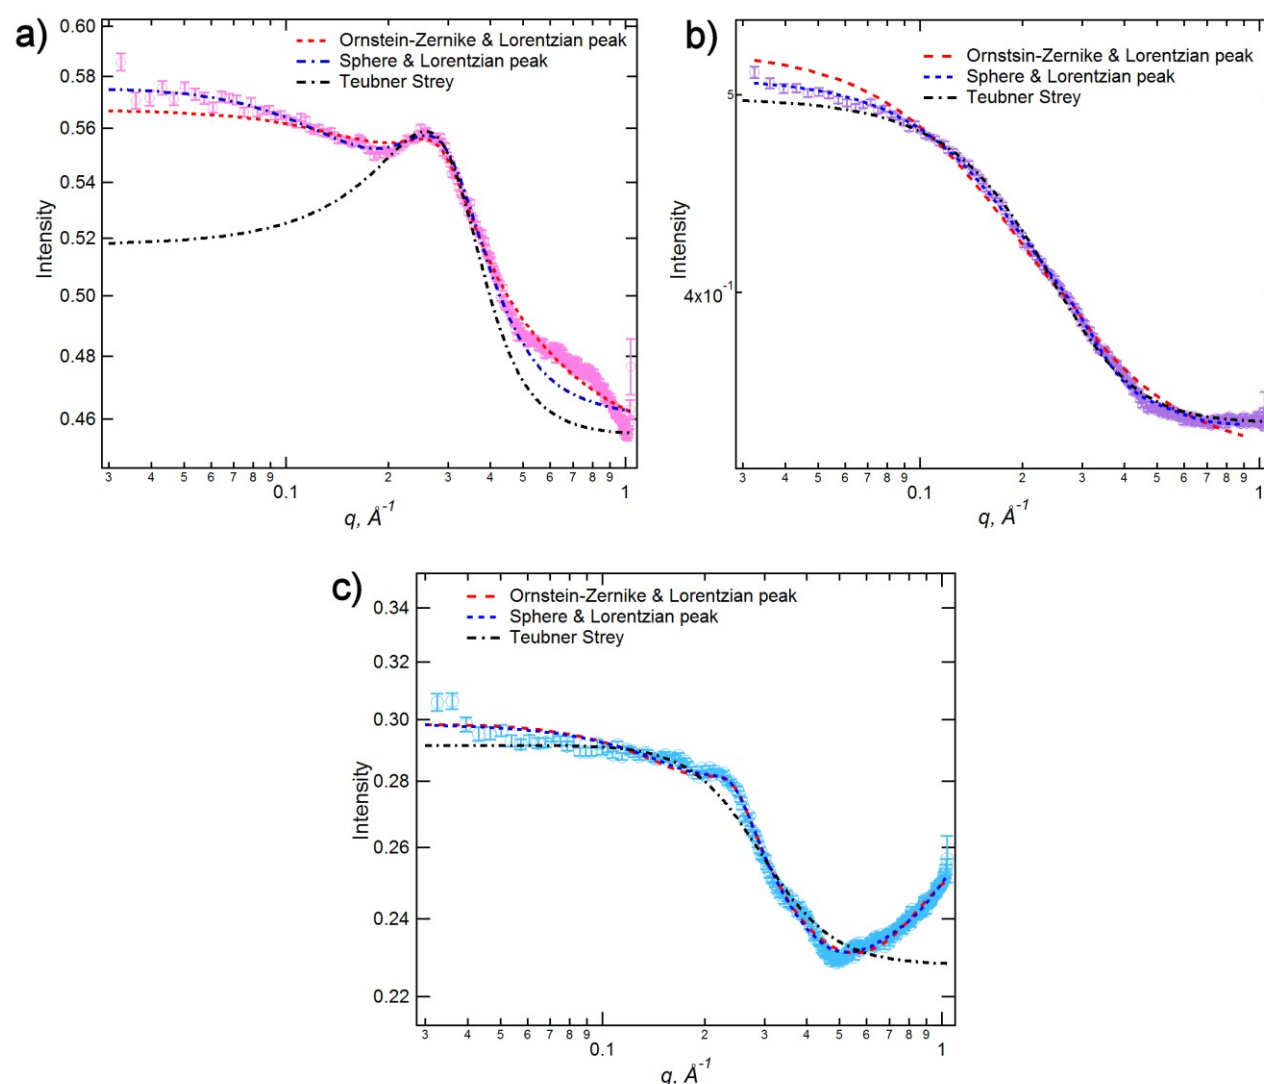 a)
Ornstein-Zernike & Lorentzian peak
Sphere & Lorentzian peak
Teubner Strey
Intensity
0.60
0.58
0.56
0.54
0.52
0.50
0.48
0.46
3 4 5 6 7 8 9 0.1 2 3 4 5 6 7 8 9 1
q, Å⁻¹
b)
Ornstsin-Zernike & Lorentzian peak
Sphere & Lorentzian peak
Teubner Strey
Intensity
5
4x10⁻¹
3 4 5 6 7 8 9 0.1 2 3 4 5 6 7 8 9 1
q, Å⁻¹
c)
Ornstein-Zernike & Lorentzian peak
Sphere & Lorentzian peak
Teubner Strey
Intensity
0.34
0.32
0.30
0.28
0.26
0.24
0.22
3 4 5 6 7 8 9 0.1 2 3 4 5 6 7 8 9 1
q, Å⁻¹